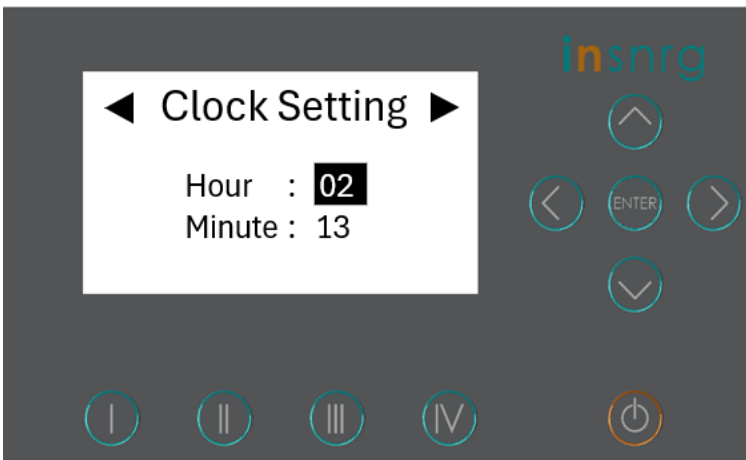 insnrg
◀ Clock Setting ▶
Hour : 02
Minute : 13
ENTER
I II III IV